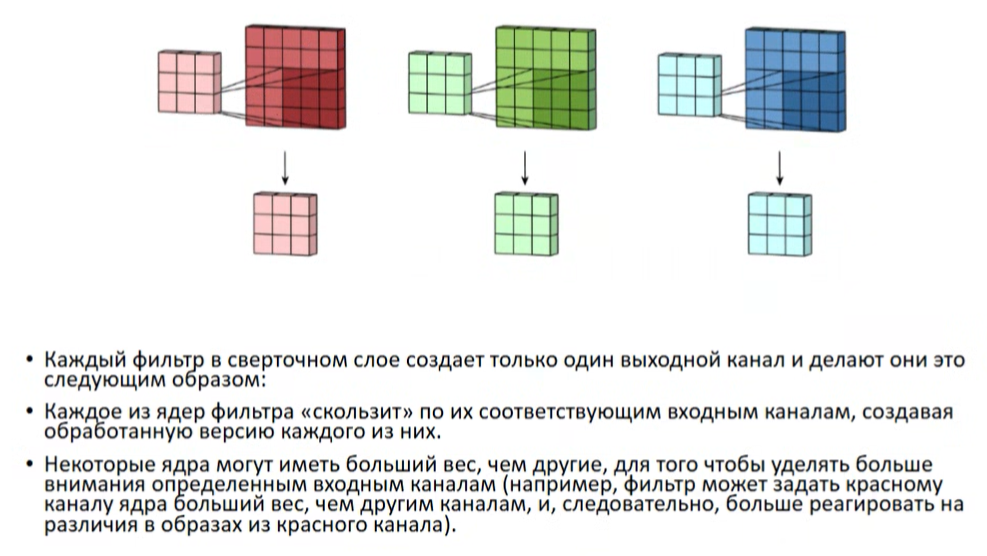 • Каждый фильтр в сверточном слое создает только один выходной канал и делают они это
следующим образом:
• Каждое из ядер фильтра «скользит» по их соответствующим входным каналам, создавая
обработанную версию каждого из них.
• Некоторые ядра могут иметь больший вес, чем другие, для того чтобы уделять больше
внимания определенным входным каналам (например, фильтр может задать красному
каналу ядра больший вес, чем другим каналам, и, следовательно, больше реагировать на
различия в образах из красного канала).